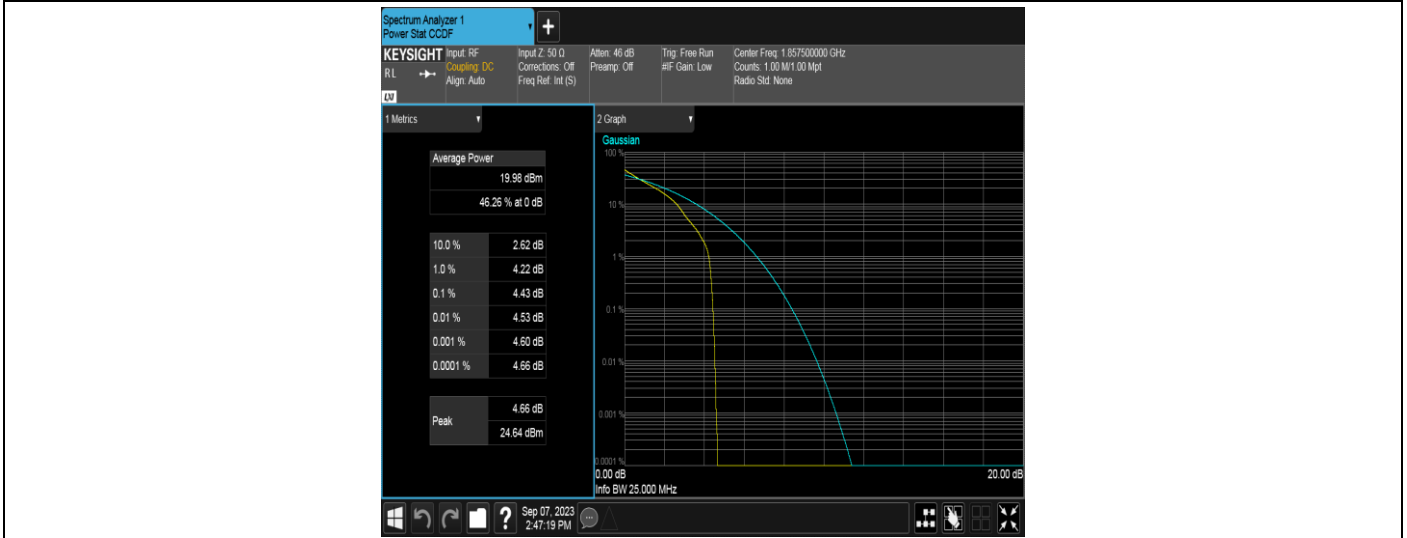 Spectrum Analyzer 1
Power Stat CCDF
KEYSIGHT
RL
LXI
Input: RF
Coupling: DC
Align: Auto
Input Z: 50 Ω
Corrections: Off
Freq Ref: Int (S)
Atten: 46 dB
Preamp: Off
Trig: Free Run
#IF Gain: Low
Center Freq: 1.857500000 GHz
Counts: 1.00 M/1.00 Mpt
Radio Std: None
1 Metrics
Average Power
19.98 dBm
46.26 % at 0 dB
10.0 % 2.62 dB
1.0 % 4.22 dB
0.1 % 4.43 dB
0.01 % 4.53 dB
0.001 % 4.60 dB
0.0001 % 4.66 dB
Peak
4.66 dB
24.64 dBm
2 Graph
Gaussian
100 %
10 %
1 %
0.1 %
0.01 %
0.001 %
0.0001 %
0.00 dB 20.00 dB
Info BW 25.000 MHz
?
Sep 07, 2023
2:47:19 PM